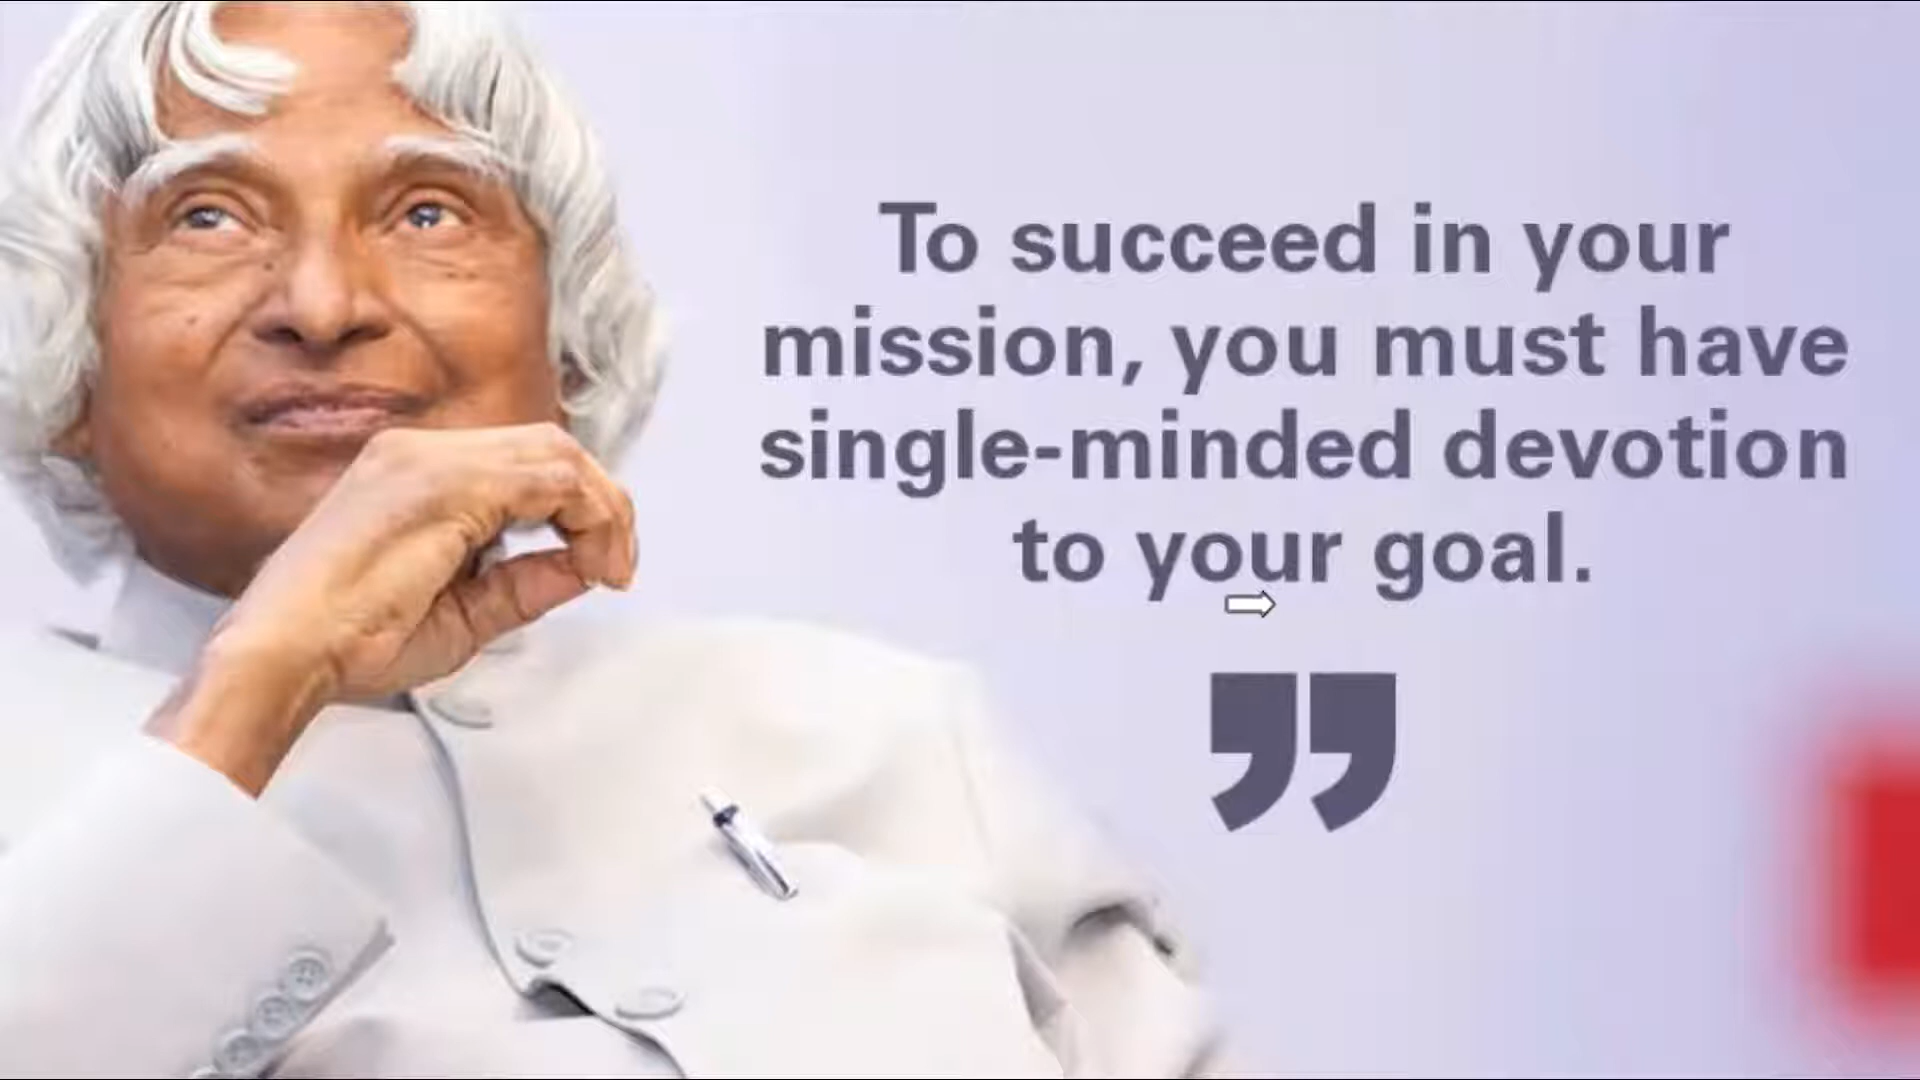 To succeed in your
mission, you must have
single-minded devotion
to your goal.
”